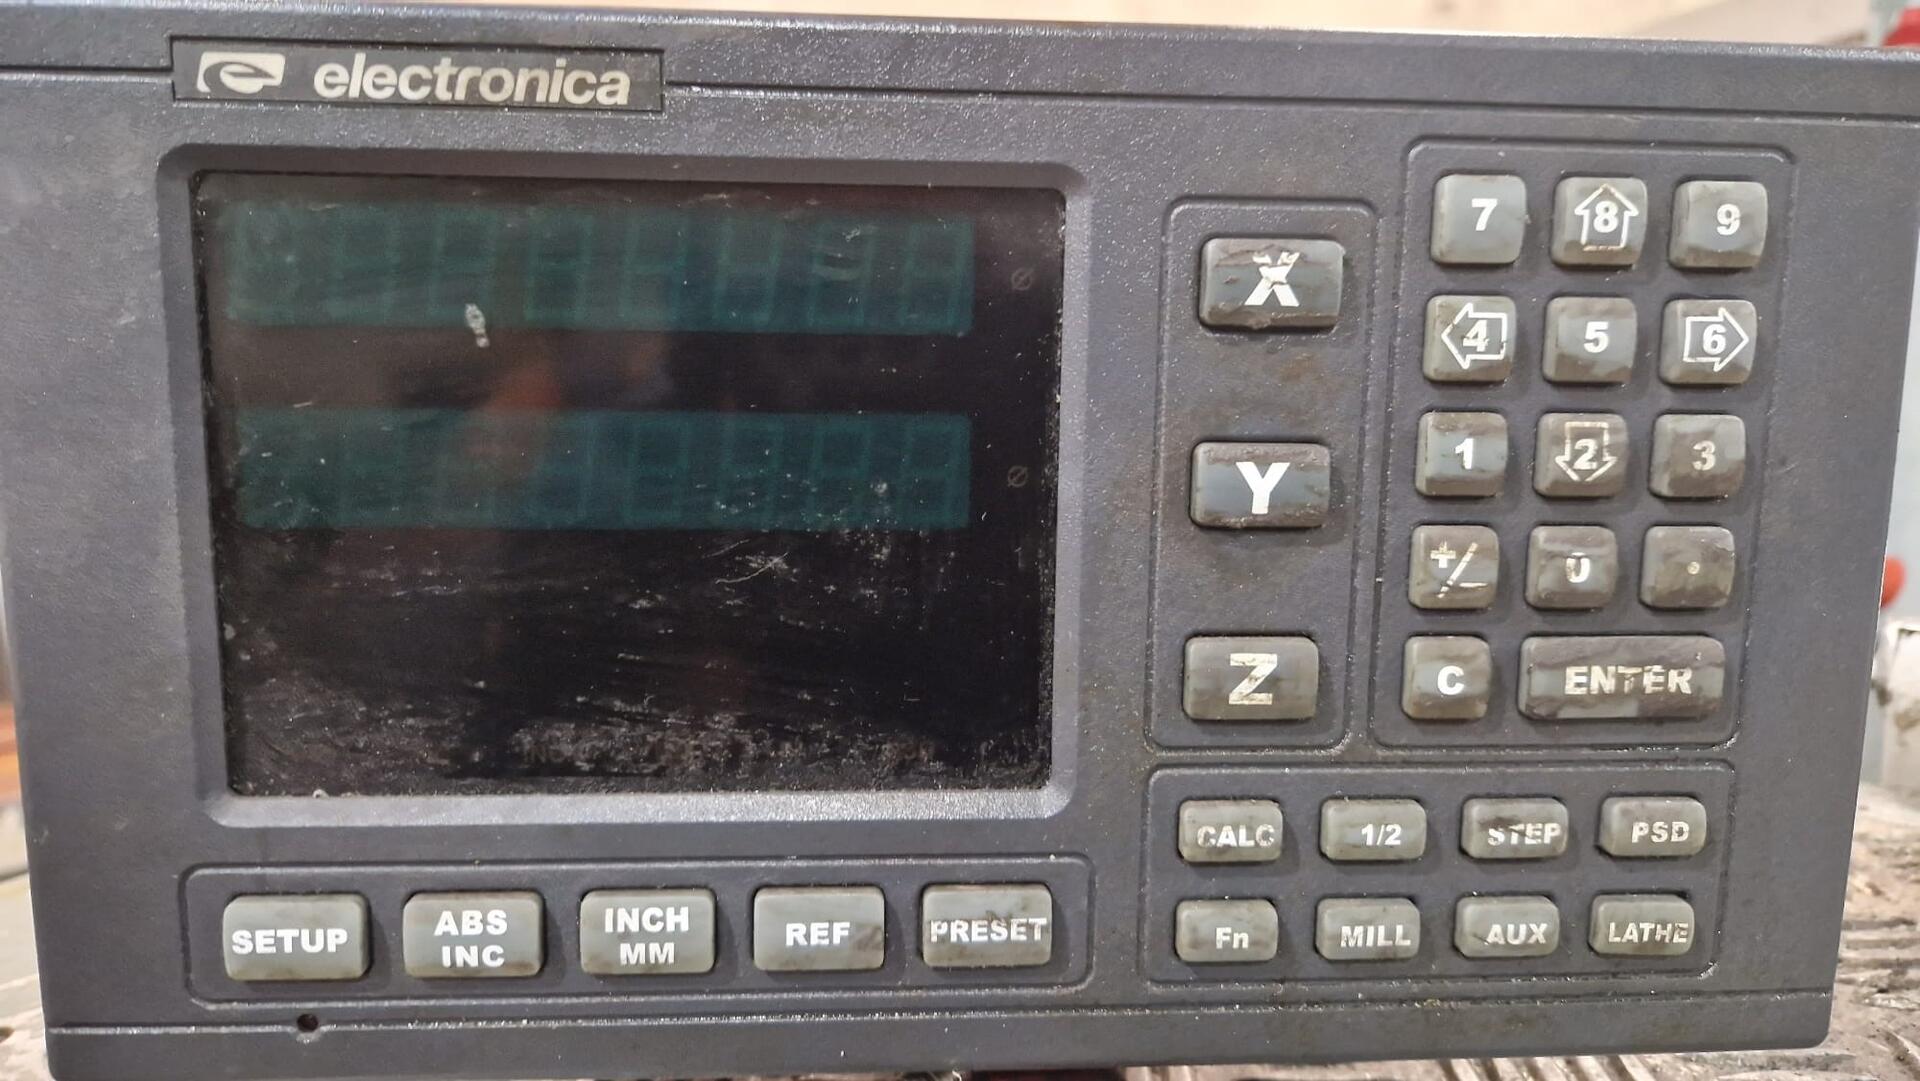 electronica
Ø
Ø
X
Y
Z
7 8 9
4 5 6
1 2 3
+/- 0 .
C ENTER
CALC 1/2 STEP PSD
Fn MILL AUX LATHE
SETUP ABS INC INCH MM REF PRESET